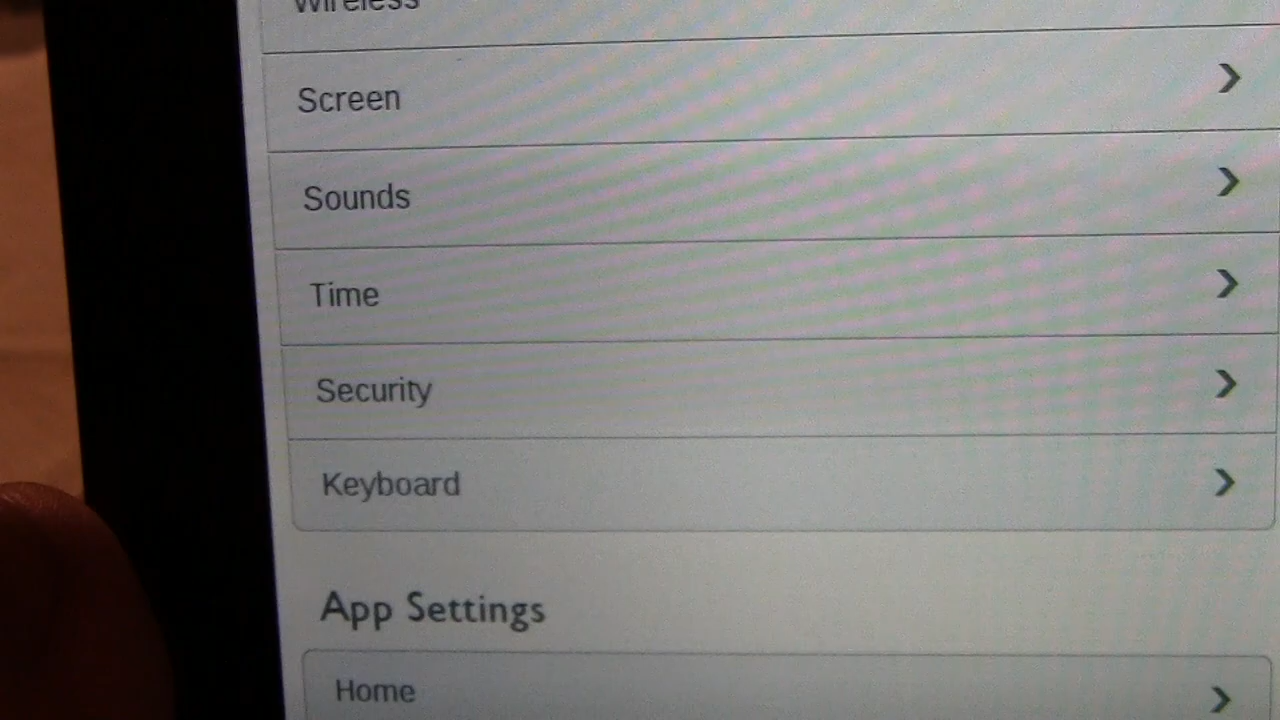 Wireless
Screen
Sounds
Time
Security
Keyboard
App Settings
Home